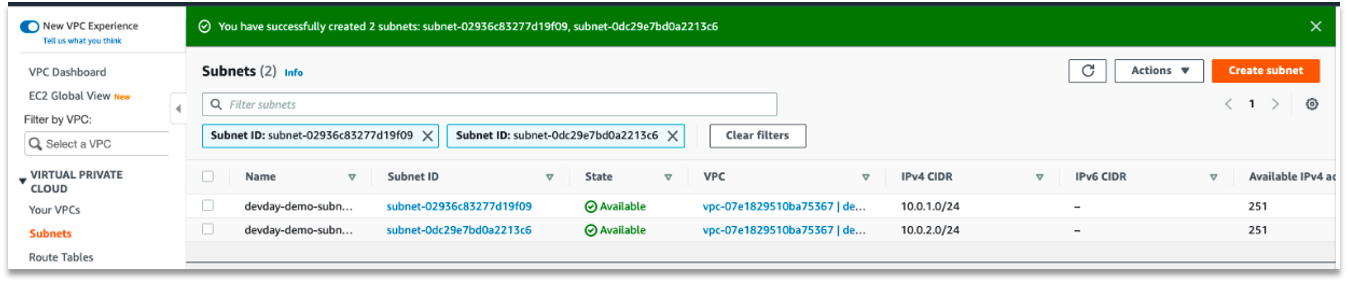 New VPC Experience
Tell us what you think
You have successfully created 2 subnets: subnet-02936c83277d19f09, subnet-0dc29e7bd0a2213c6
VPC Dashboard
EC2 Global View New
Filter by VPC:
Select a VPC
VIRTUAL PRIVATE
CLOUD
Your VPCs
Subnets
Route Tables
Subnets (2) Info
Actions
Create subnet
Filter subnets
1
Subnet ID: subnet-02936c83277d19f09
Subnet ID: subnet-0dc29e7bd0a2213c6
Clear filters
Name Subnet ID State VPC IPv4 CIDR IPv6 CIDR Available IPv4 ad
devday-demo-subn... subnet-02936c83277d19f09 Available vpc-07e1829510ba75367 | de... 10.0.1.0/24 – 251
devday-demo-subn... subnet-0dc29e7bd0a2213c6 Available vpc-07e1829510ba75367 | de... 10.0.2.0/24 – 251